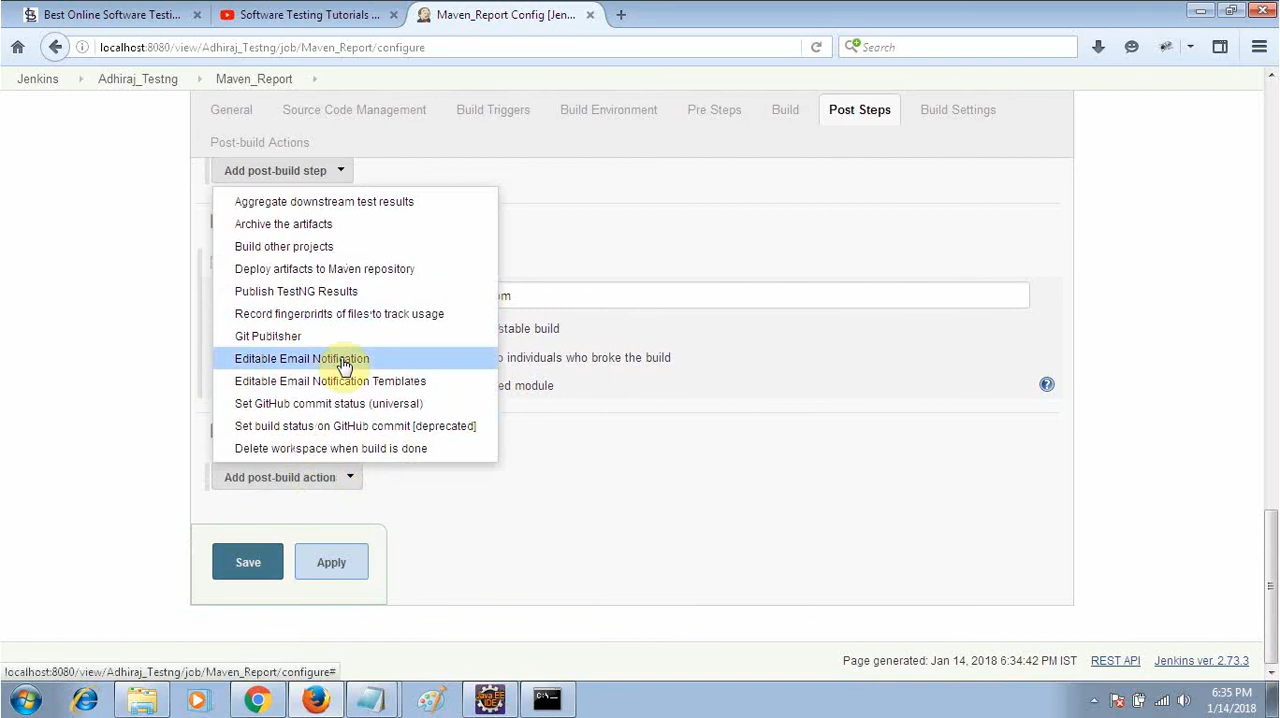 Best Online Software Testi...
Software Testing Tutorials ...
Maven_Report Config [Jen...
localhost:8080/view/Adhiraj_Testng/job/Maven_Report/configure
Search
Jenkins
Adhiraj_Testng
Maven_Report
General
Source Code Management
Build Triggers
Build Environment
Pre Steps
Build
Post Steps
Build Settings
Post-build Actions
Add post-build step
Aggregate downstream test results
Archive the artifacts
Build other projects
Deploy artifacts to Maven repository
Publish TestNG Results
Record fingerprints of files to track usage
Git Publisher
Editable Email Notification
Editable Email Notification Templates
Set GitHub commit status (universal)
Set build status on GitHub commit [deprecated]
Delete workspace when build is done
om
stable build
o individuals who broke the build
ed module
Add post-build action
Save
Apply
Page generated: Jan 14, 2018 6:34:42 PM IST
REST API
Jenkins ver. 2.73.3
localhost:8080/view/Adhiraj_Testng/job/Maven_Report/configure#
Java EE
IDE
C:\.
6:35 PM
1/14/2018